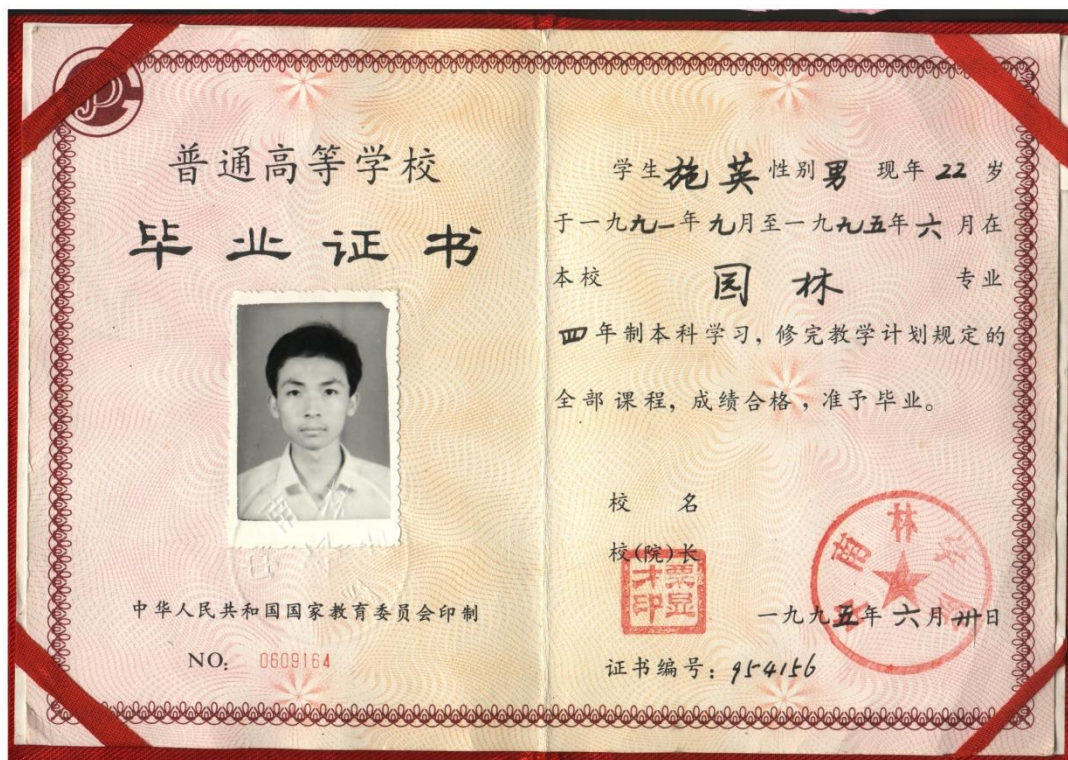 普通高等学校
毕业证书
中华人民共和国国家教育委员会印制
NO: 0609164
学生施英性别男 现年22岁
于一九九一年九月至一九九五年六月在
本校 园林 专业
四年制本科学习，修完教学计划规定的
全部课程，成绩合格，准予毕业。
校 名
校(院)长
一九九五年六月卅日
证书编号：954156
南林